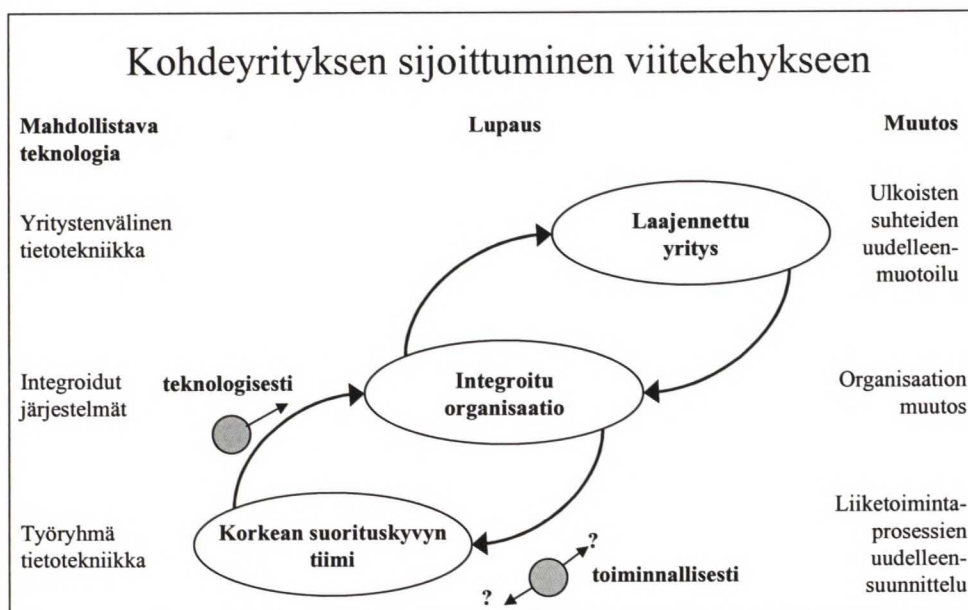 Kohdeyrityksen sijoittuminen viitekehykseen
Mahdollistava
teknologia
Lupaus
Muutos
Yritystenvälinen
tietotekniikka
Laajennettu
yritys
Ulkoisten
suhteiden
uudelleen-
muotoilu
Integroidut
järjestelmät
teknologisesti
Integroitu
organisaatio
Organisaation
muutos
Työryhmä
tietotekniikka
Korkean suorituskyvyn
tiimi
?
?
toiminnallisesti
Liiketoiminta-
prosessien
uudelleen-
suunnittelu